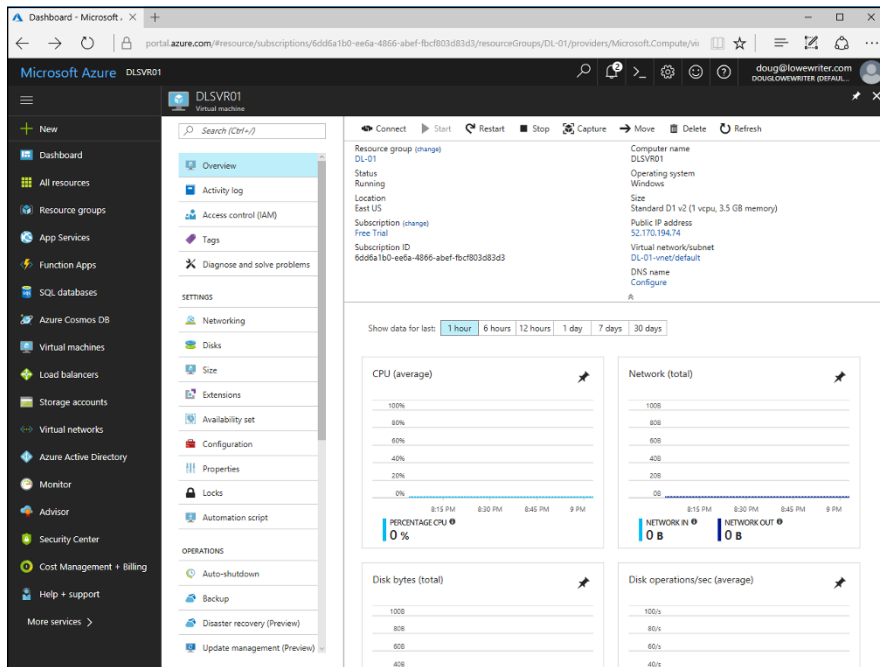 Dashboard - Microsoft A
portal.azure.com/#resource/subscriptions/6dd6a1b0-ee6a-4866-abef-fbcf803d83d3/resourceGroups/DL-01/providers/Microsoft.Compute/vii
Microsoft Azure DLSVR01
2
doug@lowewriter.com
DOUGLOWEWRITER (DEFAUL...
DLSVR01
Virtual machine
New
Dashboard
All resources
Resource groups
App Services
Function Apps
SQL databases
Azure Cosmos DB
Virtual machines
Load balancers
Storage accounts
Virtual networks
Azure Active Directory
Monitor
Advisor
Security Center
Cost Management + Billing
Help + support
More services
Search (Ctrl+/)
Overview
Activity log
Access control (IAM)
Tags
Diagnose and solve problems
SETTINGS
Networking
Disks
Size
Extensions
Availability set
Configuration
Properties
Locks
Automation script
OPERATIONS
Auto-shutdown
Backup
Disaster recovery (Preview)
Update management (Preview)
Connect Start Restart Stop Capture Move Delete Refresh
Resource group (change)
DL-01
Status
Running
Location
East US
Subscription (change)
Free Trial
Subscription ID
6dd6a1b0-ee6a-4866-abef-fbcf803d83d3
Computer name
DLSVR01
Operating system
Windows
Size
Standard D1 v2 (1 vcpu, 3.5 GB memory)
Public IP address
52.170.194.74
Virtual network/subnet
DL-01-vnet/default
DNS name
Configure
Show data for last: 1 hour 6 hours 12 hours 1 day 7 days 30 days
CPU (average)
100%
80%
60%
40%
20%
0%
8:15 PM 8:30 PM 8:45 PM 9 PM
PERCENTAGE CPU
0 %
Network (total)
100B
80B
60B
40B
20B
0B
8:15 PM 8:30 PM 8:45 PM 9 PM
NETWORK IN NETWORK OUT
0 B 0 B
Disk bytes (total)
100B
80B
60B
40B
Disk operations/sec (average)
100/s
80/s
60/s
40/s